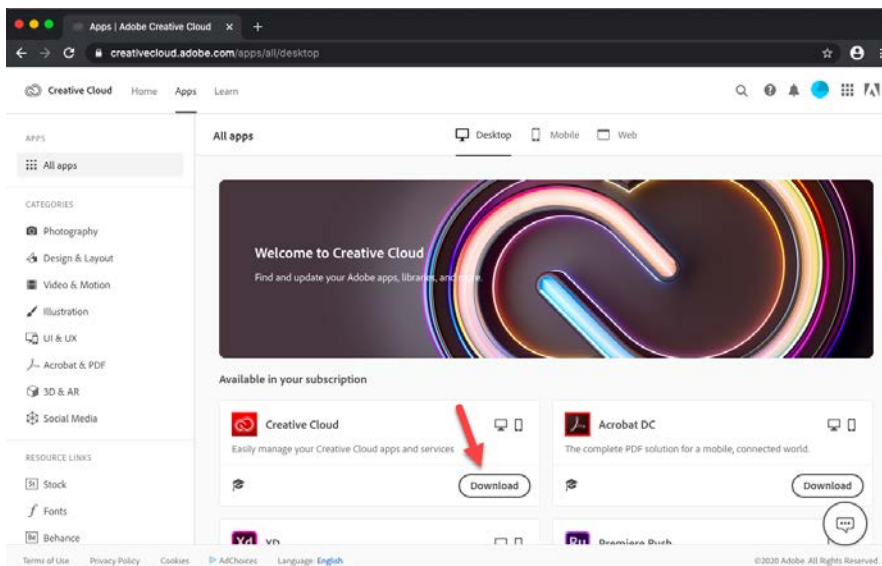 Apps | Adobe Creative Cloud
creativecloud.adobe.com/apps/all/desktop
Creative Cloud Home Apps Learn
APPS
All apps
CATEGORIES
Photography
Design & Layout
Video & Motion
Illustration
UI & UX
Acrobat & PDF
3D & AR
Social Media
RESOURCE LINKS
St Stock
Fonts
Be Behance
All apps Desktop Mobile Web
Welcome to Creative Cloud
Find and update your Adobe apps, libraries, and more.
Available in your subscription
Creative Cloud
Easily manage your Creative Cloud apps and services
Download
Acrobat DC
The complete PDF solution for a mobile, connected world.
Download
Xd XD
Ru Premiere Rush
Terms of Use Privacy Policy Cookies AdChoices Language: English ©2020 Adobe. All Rights Reserved.